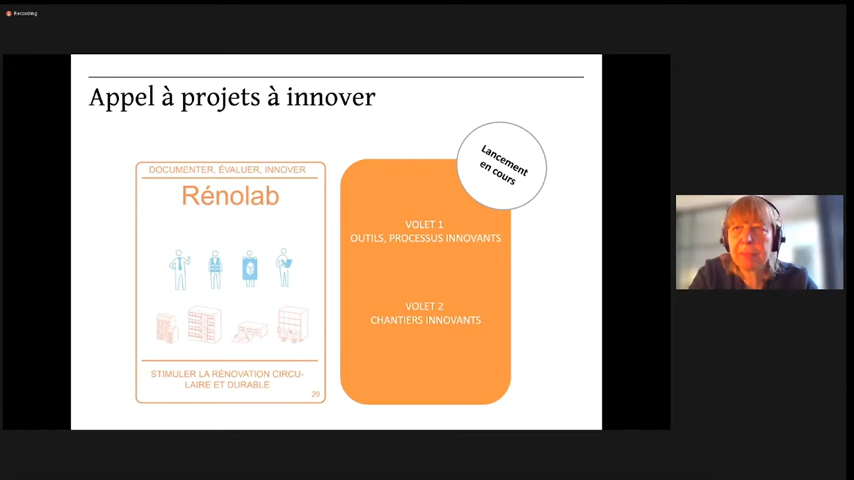 Recording
Appel à projets à innover
Lancement
en cours
DOCUMENTER, ÉVALUER, INNOVER
Rénolab
STIMULER LA RÉNOVATION CIRCU-
LAIRE ET DURABLE
29
VOLET 1
OUTILS, PROCESSUS INNOVANTS
VOLET 2
CHANTIERS INNOVANTS